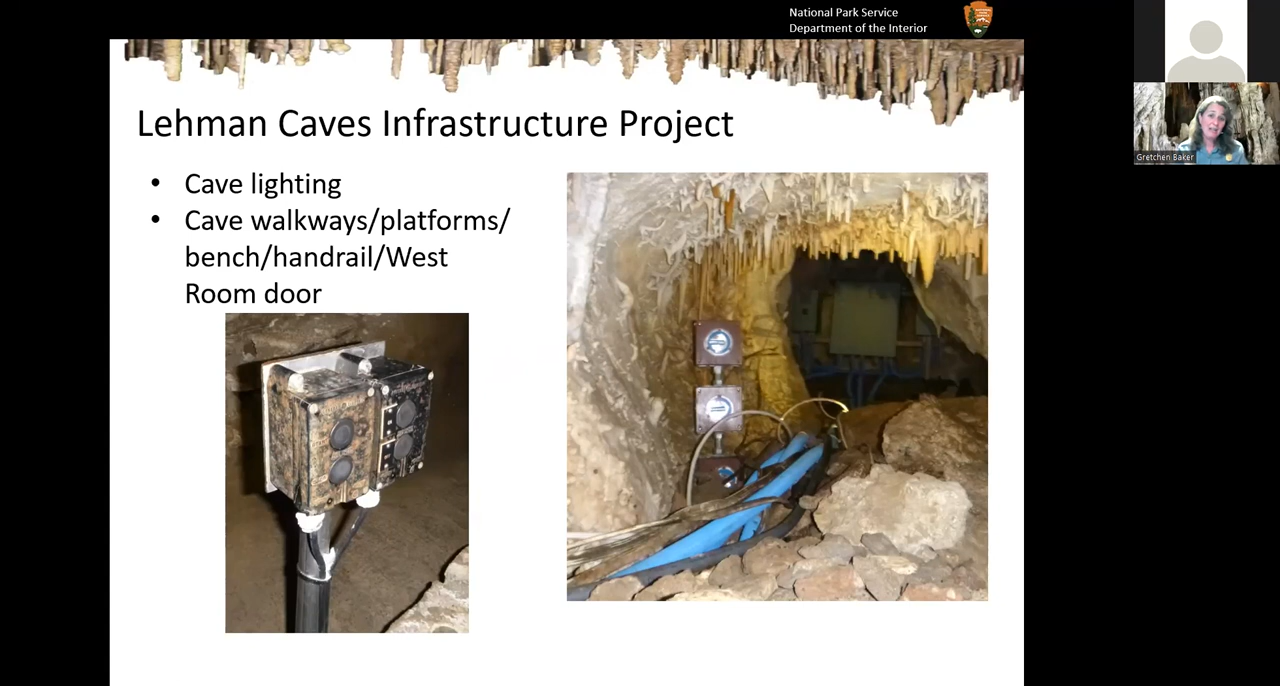 National Park Service
Department of the Interior
Lehman Caves Infrastructure Project
• Cave lighting
• Cave walkways/platforms/
bench/handrail/West
Room door
Gretchen Baker